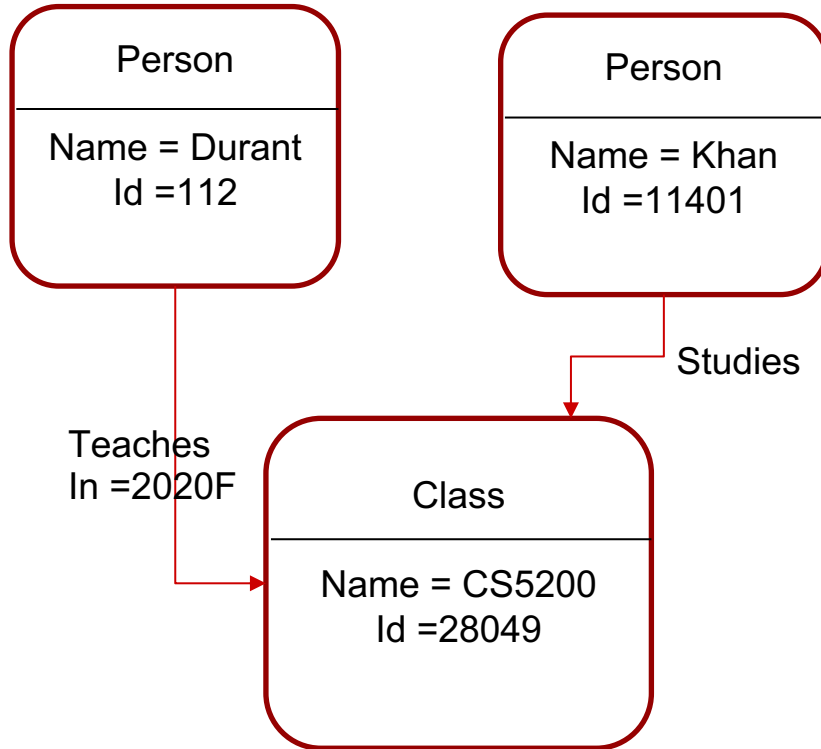 Person
Name = Durant
Id =112
Person
Name = Khan
Id =11401
Teaches
In =2020F
Studies
Class
Name = CS5200
Id =28049